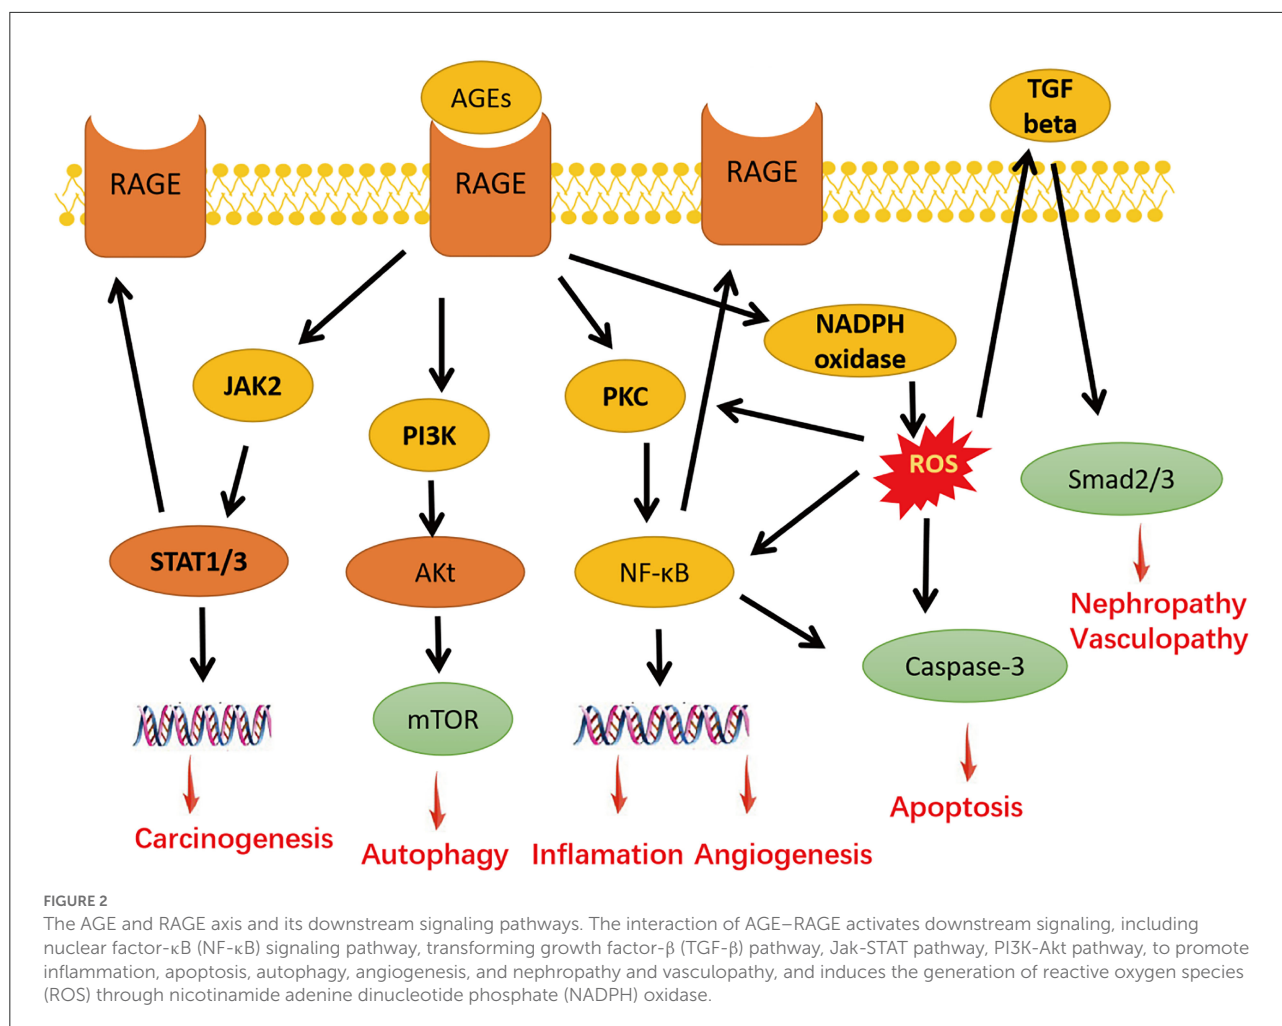 AGEs
TGF
beta
RAGE
RAGE
RAGE
NADPH
oxidase
JAK2
PKC
PI3K
ROS
Smad2/3
STAT1/3
AKt
NF-κB
Nephropathy
Vasculopathy
Caspase-3
mTOR
Apoptosis
Carcinogenesis
Autophagy
Inflamation
Angiogenesis
FIGURE 2
The AGE and RAGE axis and its downstream signaling pathways. The interaction of AGE–RAGE activates downstream signaling, including
nuclear factor-κB (NF-κB) signaling pathway, transforming growth factor-β (TGF-β) pathway, Jak-STAT pathway, PI3K-Akt pathway, to promote
inflammation, apoptosis, autophagy, angiogenesis, and nephropathy and vasculopathy, and induces the generation of reactive oxygen species
(ROS) through nicotinamide adenine dinucleotide phosphate (NADPH) oxidase.